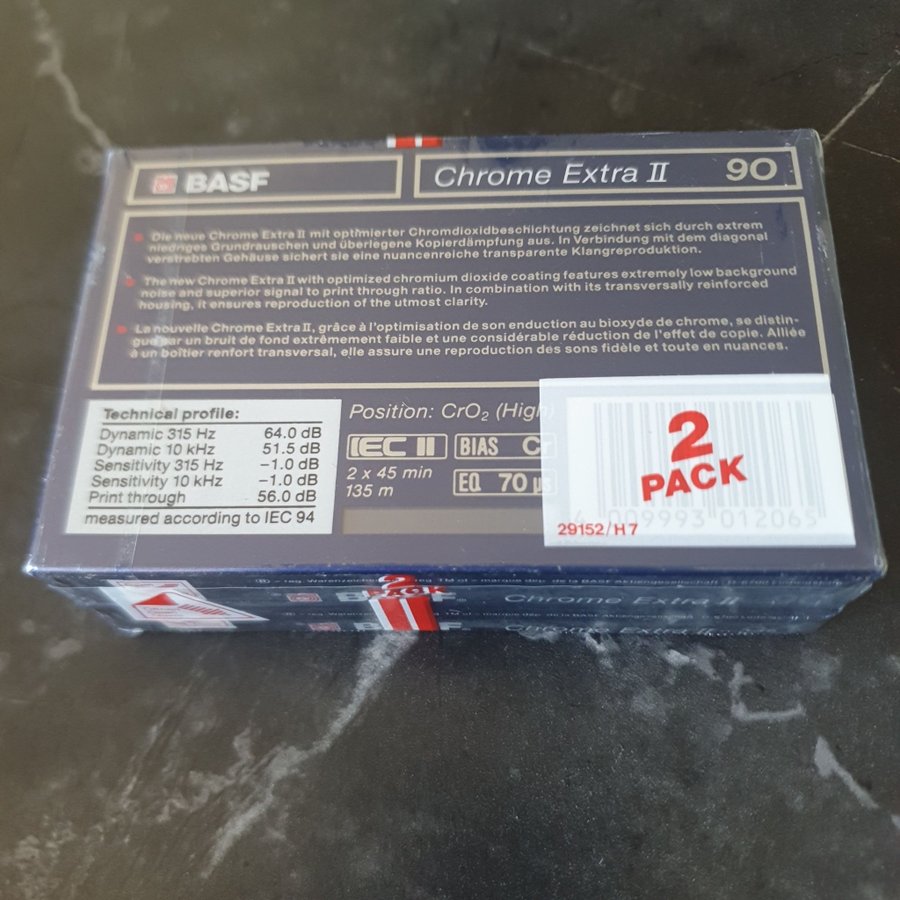 BASF
Chrome Extra II 90
Die neue Chrome Extra II mit optimierter Chromdioxidbeschichtung zeichnet sich durch extrem
niedriges Grundrauschen und überlegene Kopierdämpfung aus. In Verbindung mit dem diagonal
verstrebten Gehäuse sichert sie eine nuancenreiche transparente Klangreproduktion.
The new Chrome Extra II with optimized chromium dioxide coating features extremely low background
noise and superior signal to print through ratio. In combination with its transversally reinforced
housing, it ensures reproduction of the utmost clarity.
La nouvelle Chrome Extra II, grâce à l'optimisation de son enduction au bioxyde de chrome, se distin-
gue par un bruit de fond extrêmement faible et une considérable réduction de l'effet de copie. Alliée
à un boîtier renfort transversal, elle assure une reproduction des sons fidèle et toute en nuances.
Technical profile:
Dynamic 315 Hz 64.0 dB
Dynamic 10 kHz 51.5 dB
Sensitivity 315 Hz −1.0 dB
Sensitivity 10 kHz −1.0 dB
Print through 56.0 dB
measured according to IEC 94
Position: CrO₂ (High)
IEC II BIAS Cr
2 x 45 min
135 m
EQ 70 µs
2
PACK
4 009993 012065
29152/H7
2
PACK
Chrome Extra II